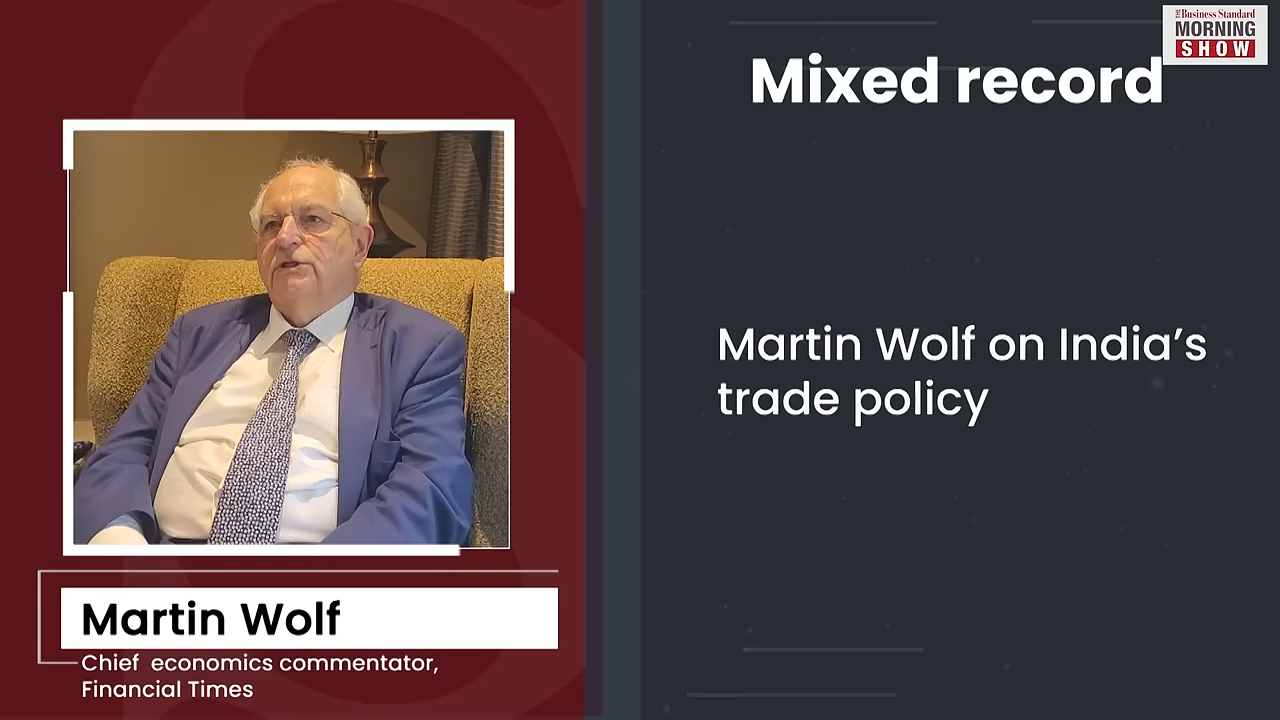 THE Business Standard
MORNING
SHOW
Mixed record
Martin Wolf on India’s
trade policy
Martin Wolf
Chief economics commentator,
Financial Times